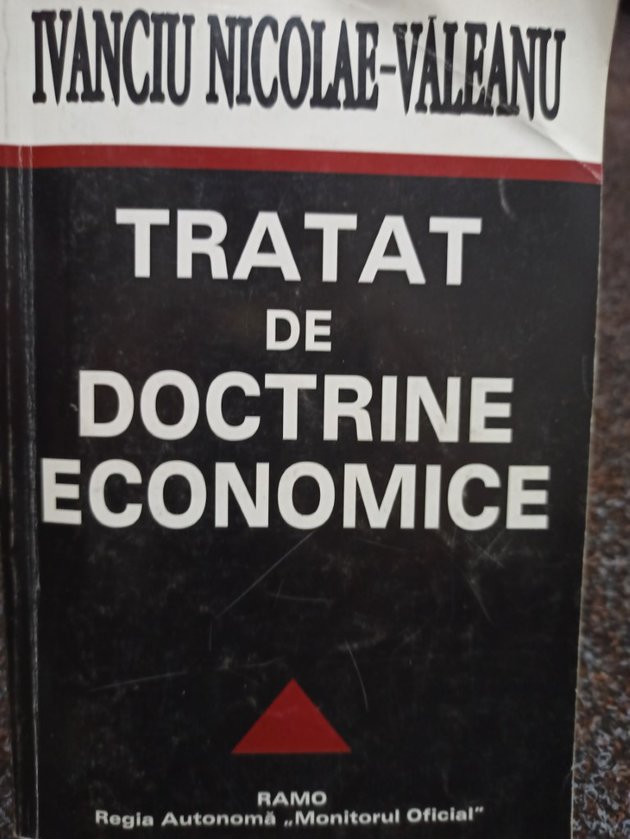 IVANCIU NICOLAE-VĂLEANU
TRATAT
DE
DOCTRINE
ECONOMICE
RAMO
Regia Autonomă „Monitorul Oficial”